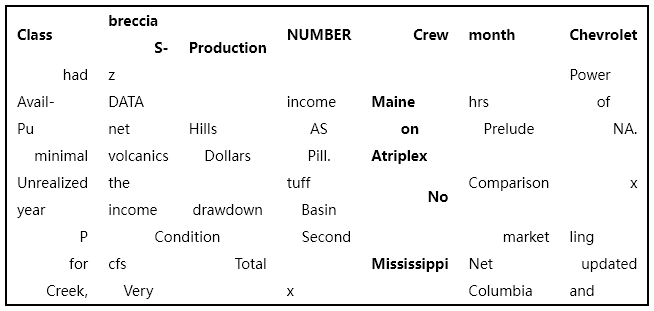 breccia
Class NUMBER Crew month Chevrolet
S- Production
had z Power
Avail- DATA income Maine hrs of
Pu net Hills AS on Prelude NA.
minimal volcanics Dollars Pill. Atriplex
Unrealized the tuff Comparison x
No
year income drawdown Basin
P Condition Second market ling
for cfs Total Mississippi Net updated
Creek, Very x Columbia and